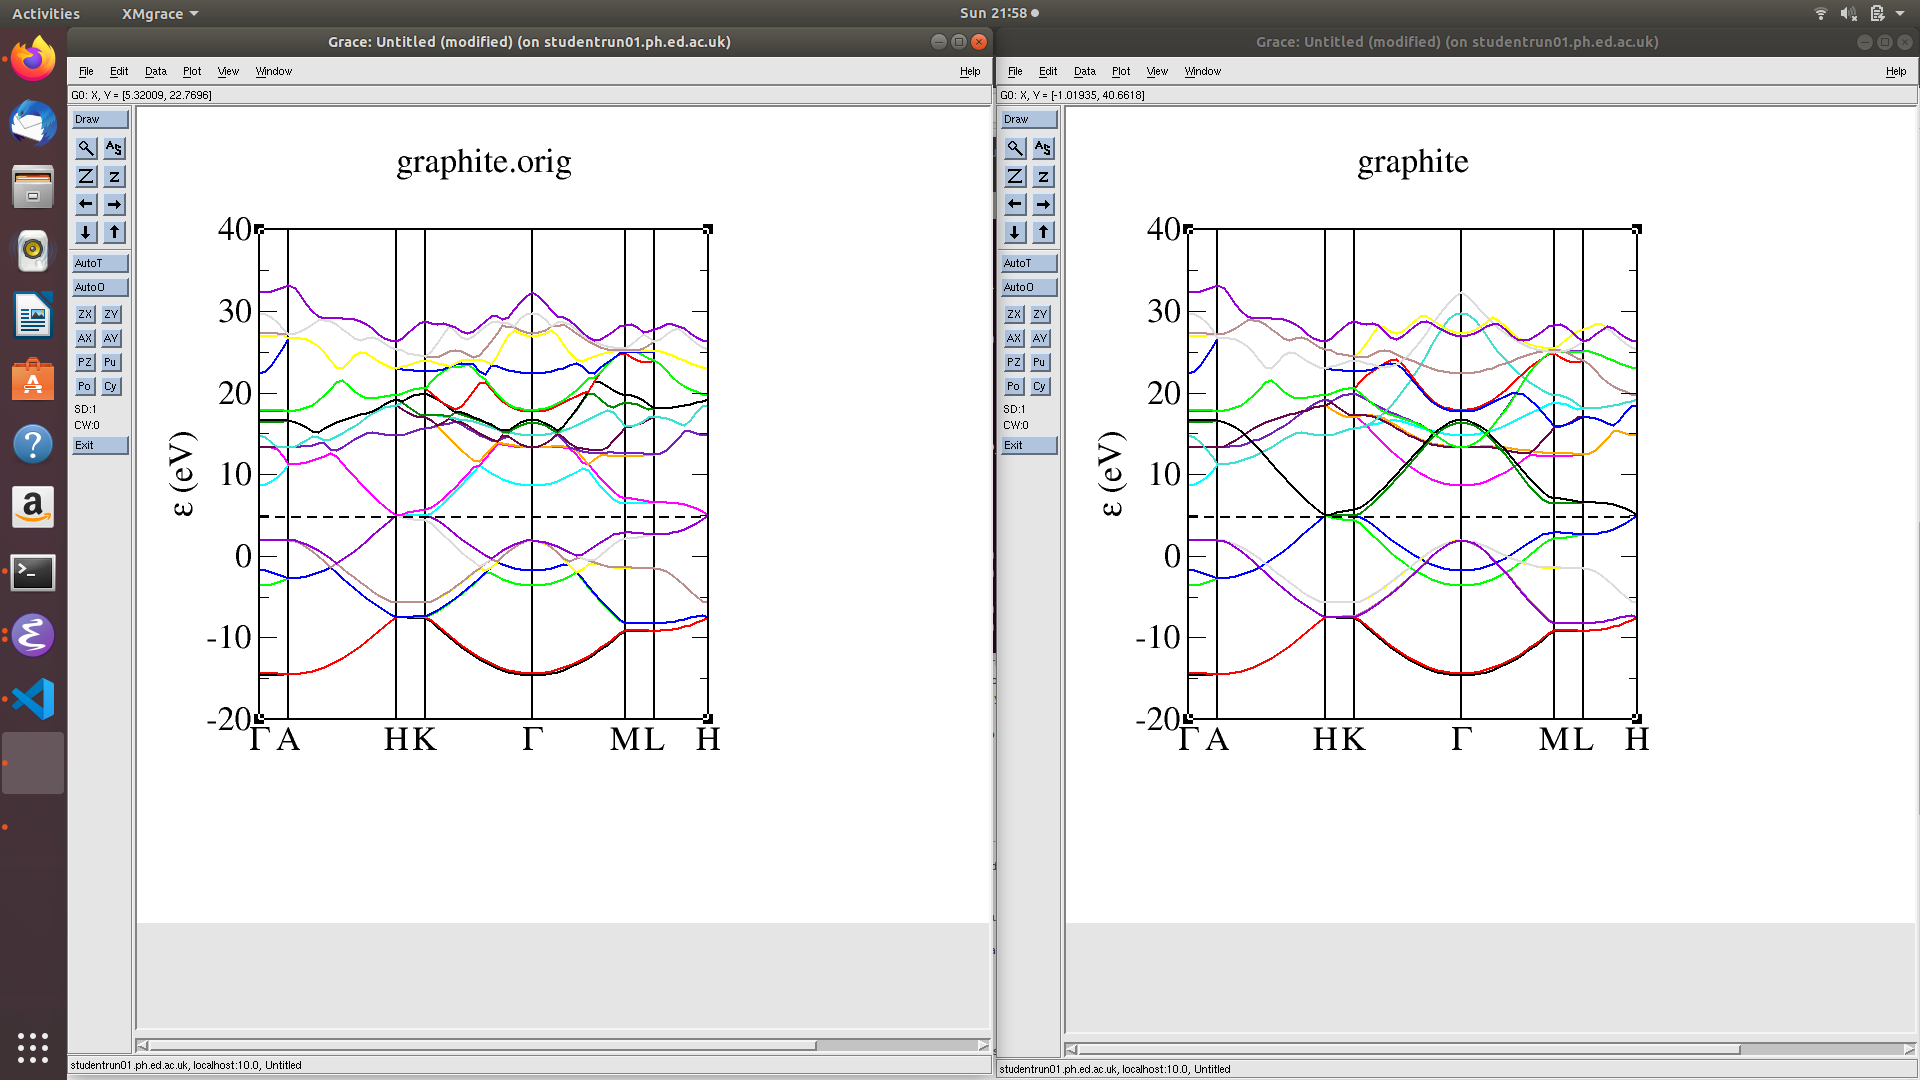 Activities XMgrace Sun 21:58
Grace: Untitled (modified) (on studentrun01.ph.ed.ac.uk)
File Edit Data Plot View Window Help
G0: X, Y = [5.32009, 22.7696]
Draw
AS
Z z
AutoT
AutoO
ZX ZY
AX AY
PZ Pu
Po Cy
SD:1
CW:0
Exit
graphite.orig
40
30
20
10
0
-10
-20
ε (eV)
Γ A H K Γ M L H
studentrun01.ph.ed.ac.uk, localhost:10.0, Untitled
Grace: Untitled (modified) (on studentrun01.ph.ed.ac.uk)
File Edit Data Plot View Window Help
G0: X, Y = [-1.01935, 40.6618]
Draw
AS
Z z
AutoT
AutoO
ZX ZY
AX AY
PZ Pu
Po Cy
SD:1
CW:0
Exit
graphite
40
30
20
10
0
-10
-20
ε (eV)
Γ A H K Γ M L H
studentrun01.ph.ed.ac.uk, localhost:10.0, Untitled